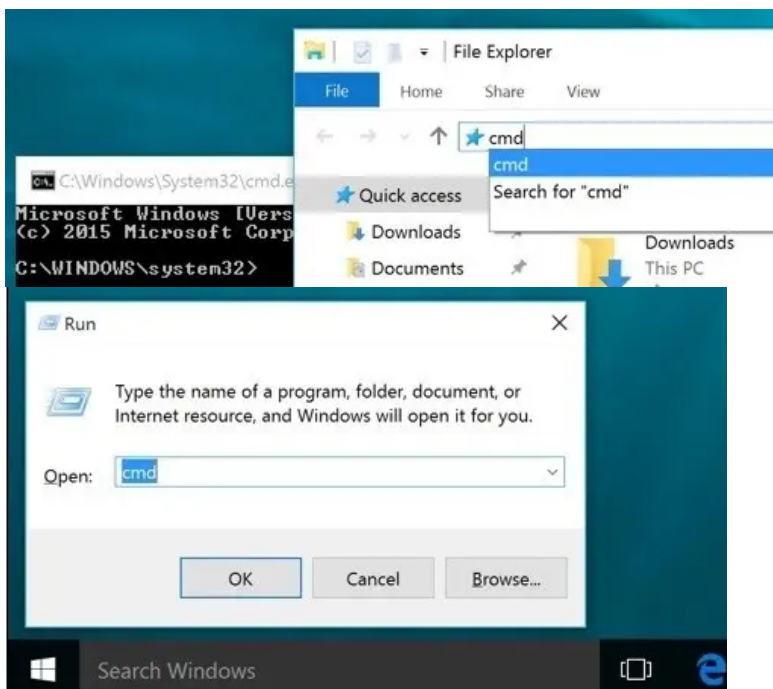 File Explorer
File Home Share View
cmd
cmd
Search for "cmd"
C:\Windows\System32\cmd.e
Microsoft Windows [Vers
(c) 2015 Microsoft Corp
C:\WINDOWS\system32>
Quick access
Downloads
Documents
Downloads
This PC
Run
Type the name of a program, folder, document, or
Internet resource, and Windows will open it for you.
Open: cmd
OK Cancel Browse...
Search Windows